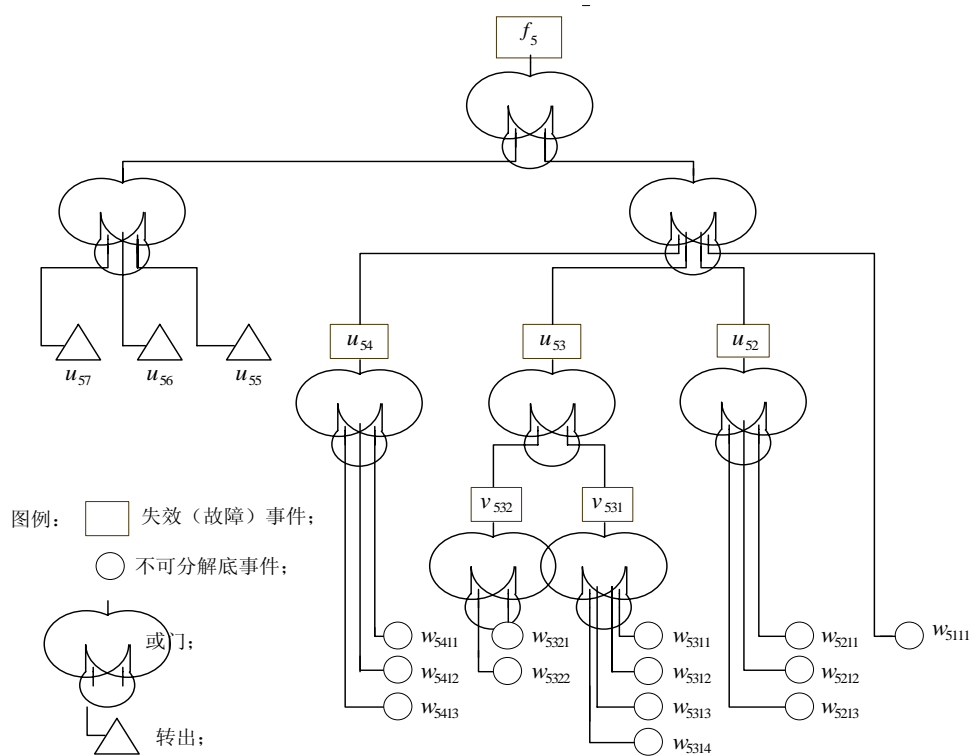 f5
u54 u53 u52
u57 u56 u55
v532 v531
图例： 失效（故障）事件；
不可分解底事件；
或门；
转出；
w5411 w5321 w5311 w5211 w5111
w5412 w5322 w5312 w5212
w5413 w5313 w5213
w5314